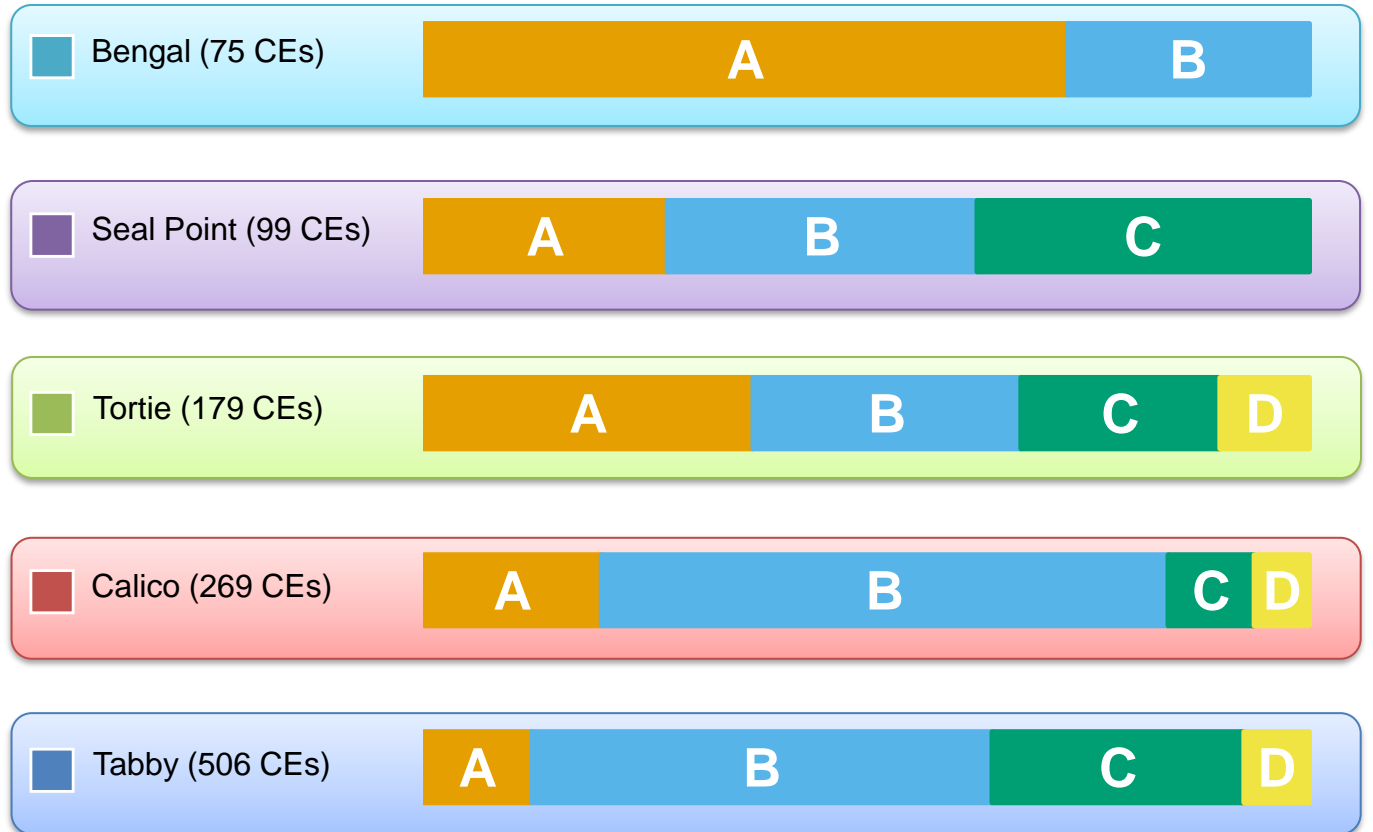 Bengal (75 CEs) A B
Seal Point (99 CEs) A B C
Tortie (179 CEs) A B C D
Calico (269 CEs) A B C D
Tabby (506 CEs) A B C D